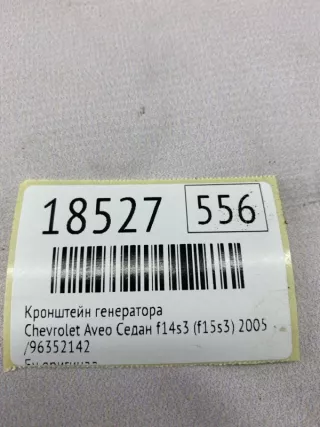 18527 556
Кронштейн генератора
Chevrolet Aveo Седан f14s3 (f15s3) 2005
/96352142